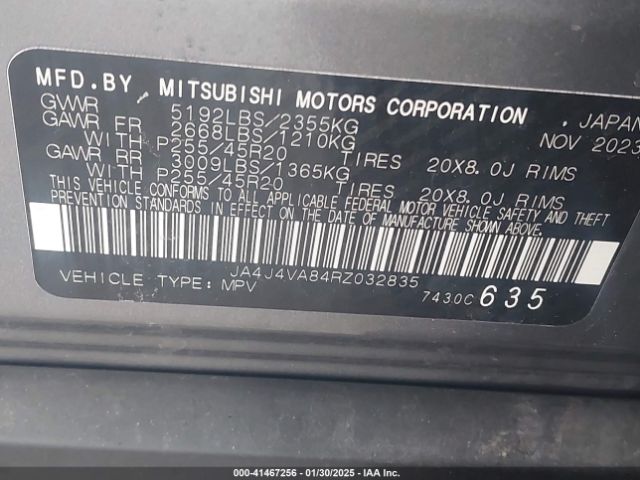 MFD. BY MITSUBISHI MOTORS CORPORATION , JAPAN
GVWR 5192LBS/2355KG NOV 2023
GAWR FR 2668LBS/1210KG
WITH P255/45R20 TIRES 20X8.0J RIMS
GAWR RR 3009LBS/1365KG
WITH P255/45R20 TIRES 20X8.0J RIMS
THIS VEHICLE CONFORMS TO ALL APPLICABLE FEDERAL MOTOR VEHICLE SAFETY AND THEFT
PREVENTION STANDARDS IN EFFECT ON THE DATE OF MANUFACTURE SHOWN ABOVE.
JA4J4VA84RZ032835
VEHICLE TYPE: MPV 7430C 635
000-41467256 - 01/30/2025 - IAAI.com